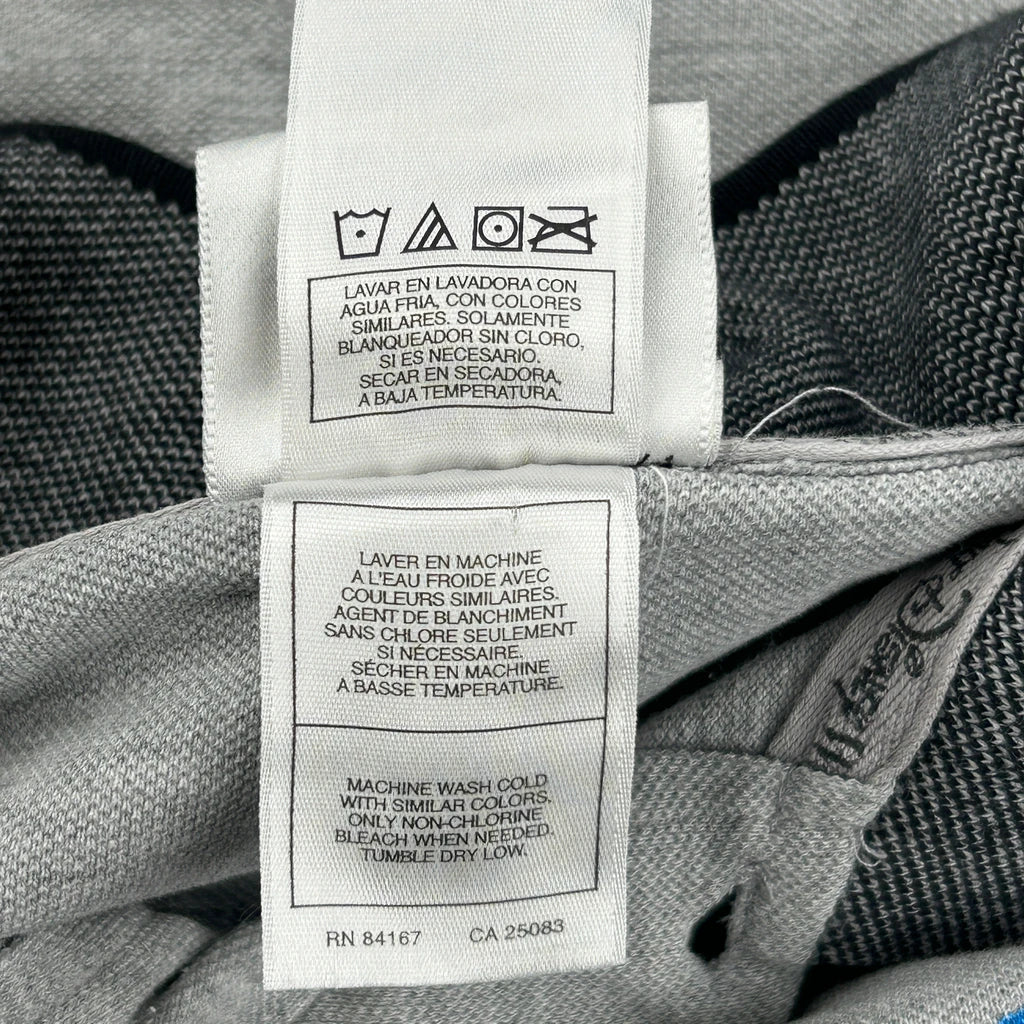 LAVAR EN LAVADORA CON
AGUA FRIA, CON COLORES
SIMILARES. SOLAMENTE
BLANQUEADOR SIN CLORO,
SI ES NECESARIO.
SECAR EN SECADORA,
A BAJA TEMPERATURA.
LAVER EN MACHINE
A L'EAU FROIDE AVEC
COULEURS SIMILAIRES.
AGENT DE BLANCHIMENT
SANS CHLORE SEULEMENT
SI NÉCESSAIRE.
SÉCHER EN MACHINE
A BASSE TEMPERATURE.
MACHINE WASH COLD
WITH SIMILAR COLORS.
ONLY NON-CHLORINE
BLEACH WHEN NEEDED.
TUMBLE DRY LOW.
RN 84167 CA 25083